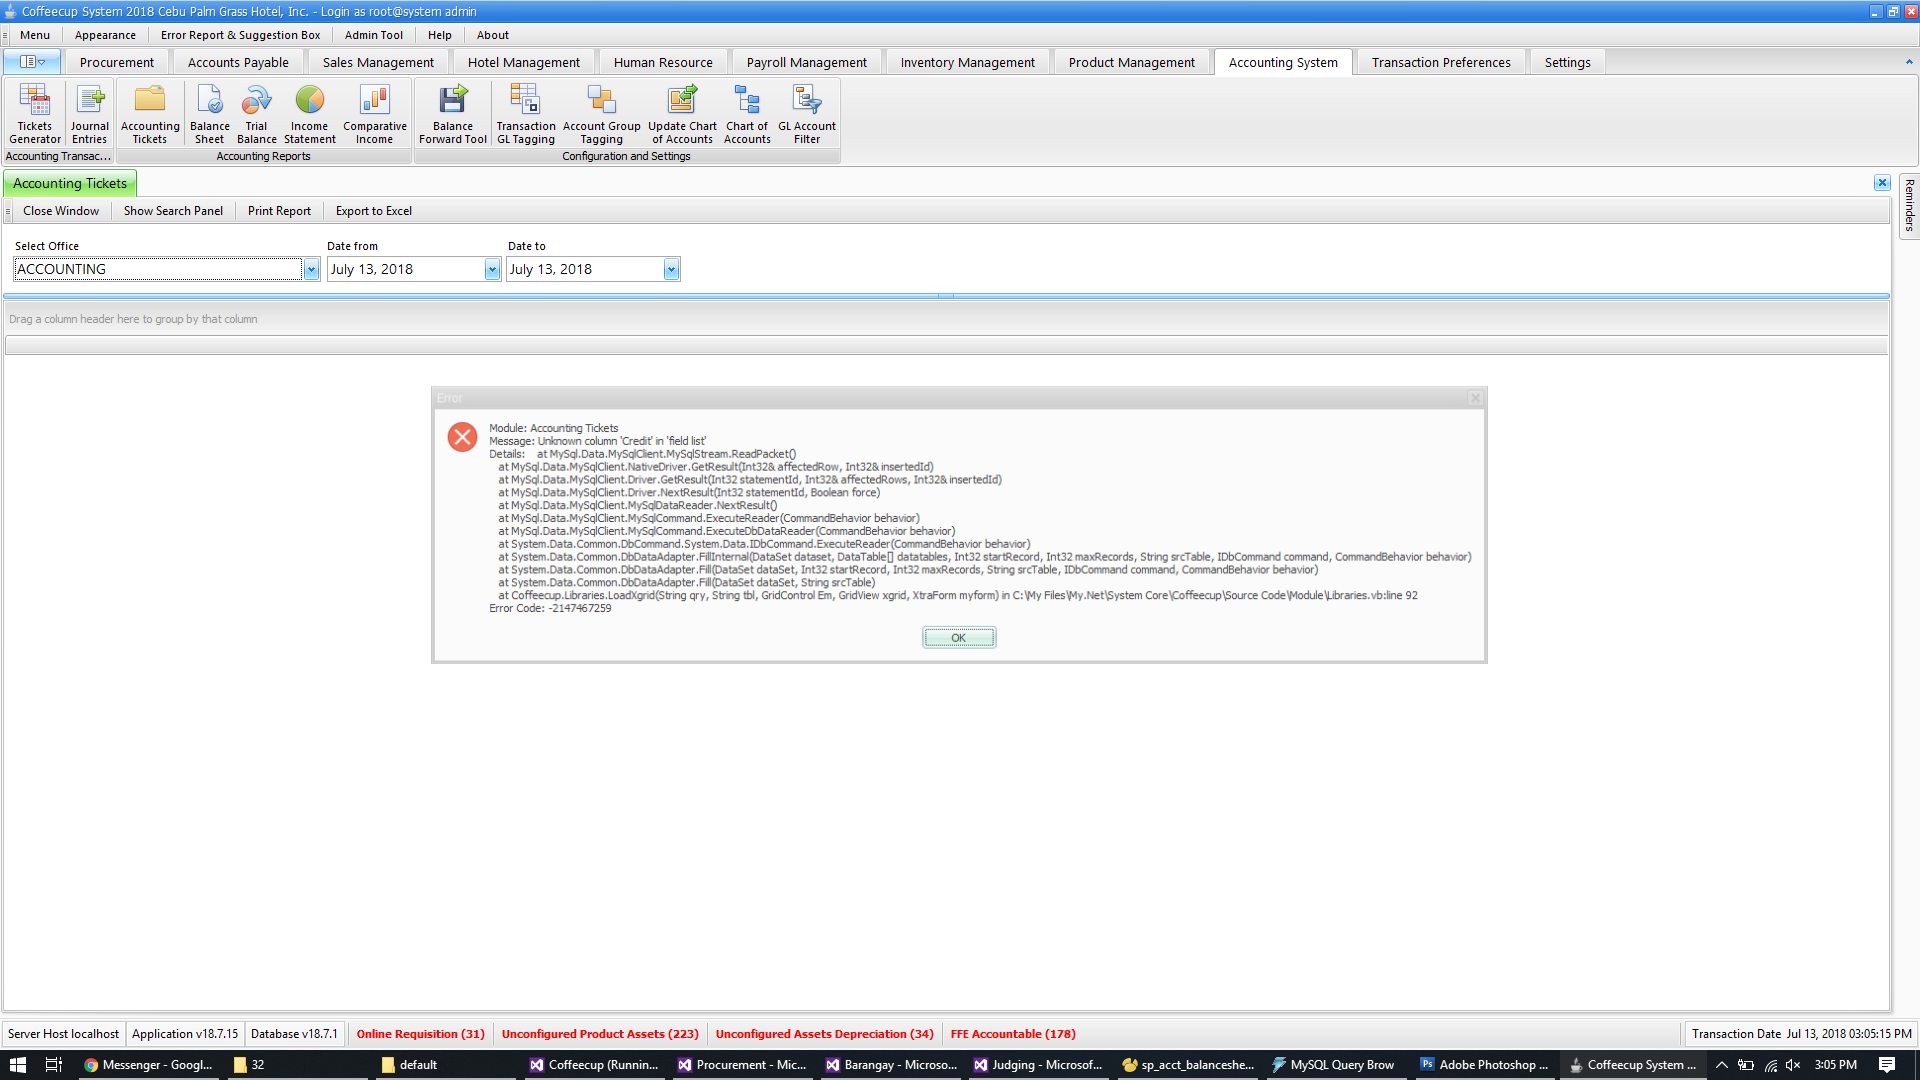 Coffeecup System 2018 Cebu Palm Grass Hotel, Inc. - Login as root@system admin
Menu Appearance Error Report & Suggestion Box Admin Tool Help About
Procurement Accounts Payable Sales Management Hotel Management Human Resource Payroll Management Inventory Management Product Management Accounting System Transaction Preferences Settings
Tickets Generator Journal Entries Accounting Tickets Balance Sheet Trial Balance Income Statement Comparative Income Balance Forward Tool Transaction GL Tagging Account Group Tagging Update Chart of Accounts Chart of Accounts GL Account Filter
Accounting Transac... Accounting Reports Configuration and Settings
Accounting Tickets
Reminders
Close Window Show Search Panel Print Report Export to Excel
Select Office Date from Date to
ACCOUNTING July 13, 2018 July 13, 2018
Drag a column header here to group by that column
Error
Module: Accounting Tickets
Message: Unknown column 'Credit' in 'field list'
Details: at MySql.Data.MySqlClient.MySqlStream.ReadPacket()
at MySql.Data.MySqlClient.NativeDriver.GetResult(Int32& affectedRow, Int32& insertedId)
at MySql.Data.MySqlClient.Driver.GetResult(Int32 statementId, Int32& affectedRows, Int32& insertedId)
at MySql.Data.MySqlClient.Driver.NextResult(Int32 statementId, Boolean force)
at MySql.Data.MySqlClient.MySqlDataReader.NextResult()
at MySql.Data.MySqlClient.MySqlCommand.ExecuteReader(CommandBehavior behavior)
at MySql.Data.MySqlClient.MySqlCommand.ExecuteDbDataReader(CommandBehavior behavior)
at System.Data.Common.DbCommand.System.Data.IDbCommand.ExecuteReader(CommandBehavior behavior)
at System.Data.Common.DbDataAdapter.FillInternal(DataSet dataset, DataTable[] datatables, Int32 startRecord, Int32 maxRecords, String srcTable, IDbCommand command, CommandBehavior behavior)
at System.Data.Common.DbDataAdapter.Fill(DataSet dataSet, Int32 startRecord, Int32 maxRecords, String srcTable, IDbCommand command, CommandBehavior behavior)
at System.Data.Common.DbDataAdapter.Fill(DataSet dataSet, String srcTable)
at Coffeecup.Libraries.LoadXgrid(String qry, String tbl, GridControl Em, GridView xgrid, XtraForm myform) in C:\My Files\My.Net\System Core\Coffeecup\Source Code\Module\Libraries.vb:line 92
Error Code: -2147467259
OK
Server Host localhost Application v18.7.15 Database v18.7.1 Online Requisition (31) Unconfigured Product Assets (223) Unconfigured Assets Depreciation (34) FFE Accountable (178) Transaction Date Jul 13, 2018 03:05:15 PM
Messenger - Googl... 32 default Coffeecup (Runnin... Procurement - Mic... Barangay - Microso... Judging - Microsof... sp_acct_balanceshe... MySQL Query Brow Ps Adobe Photoshop ... Coffeecup System ... 3:05 PM